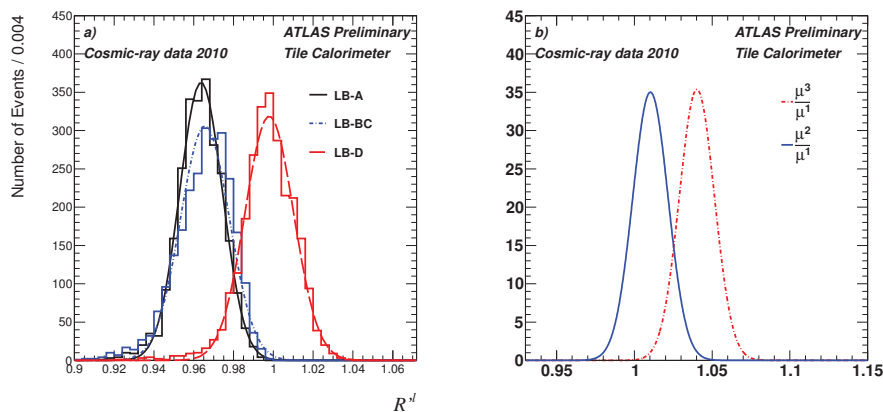 Number of Events / 0.004
450
400
350
300
250
200
150
100
50
0
a) ATLAS Preliminary
Cosmic-ray data 2010 Tile Calorimeter
LB-A
LB-BC
LB-D
0.9 0.92 0.94 0.96 0.98 1 1.02 1.04 1.06
R'^l
45
40
35
30
25
20
15
10
5
0
b) ATLAS Preliminary
Cosmic-ray data 2010 Tile Calorimeter
μ³
μ¹
μ²
μ¹
0.95 1 1.05 1.1 1.15